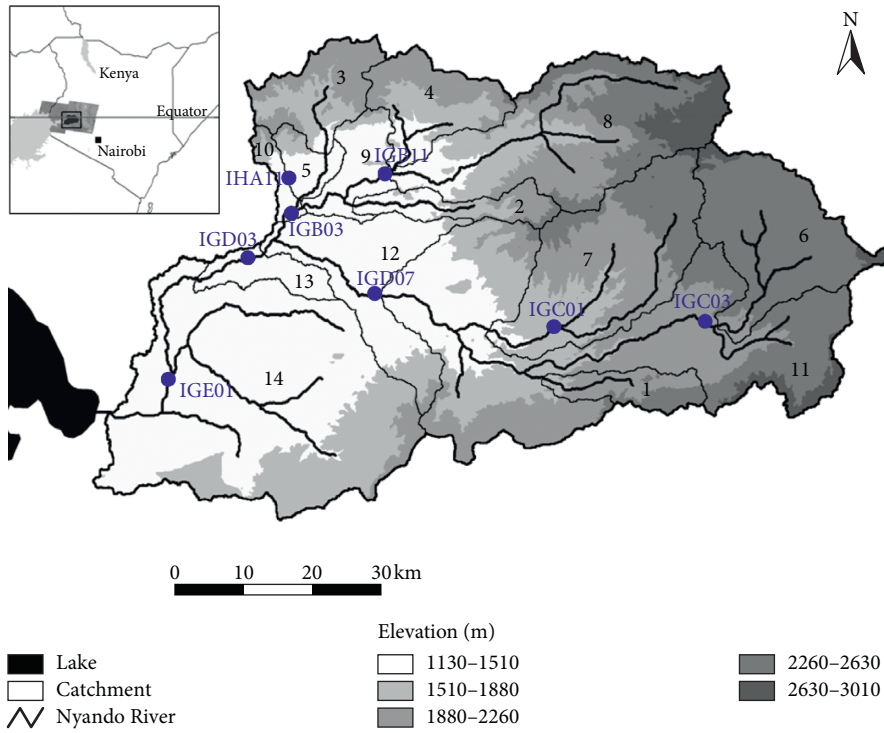 N
Kenya
Equator
Nairobi
3
4
8
10
5
9
IGB11
IHA11
2
IGB03
6
IGD03
12
7
13
IGD07
IGC01
IGC03
14
IGE01
1
11
0 10 20 30 km
Elevation (m)
Lake
Catchment
Nyando River
1130–1510
1510–1880
1880–2260
2260–2630
2630–3010